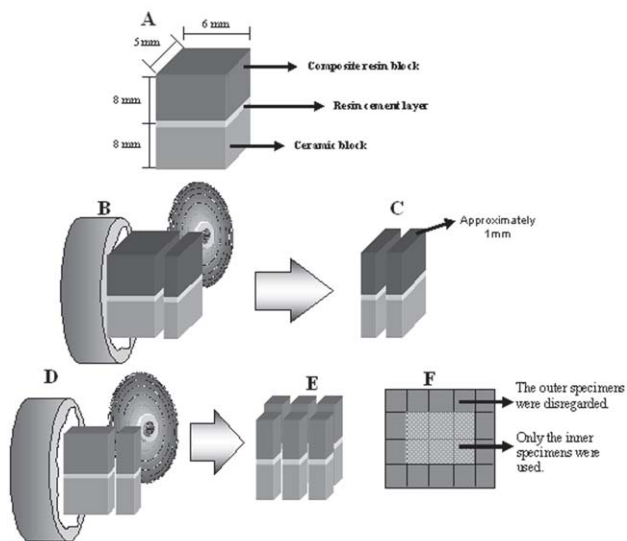 A
6 mm
5 mm
8 mm
8 mm
Composite resin block
Resin cement layer
Ceramic block
B
C
Approximately
1mm
D
E
F
The outer specimens
were disregarded.
Only the inner
specimens were
used.